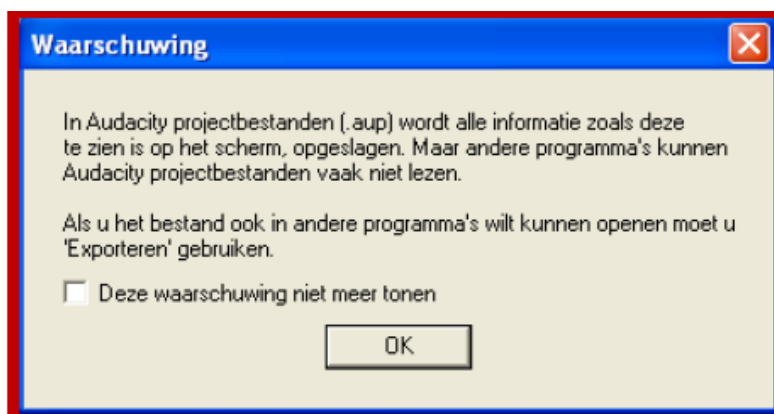 Waarschuwing
In Audacity projectbestanden (.aup) wordt alle informatie zoals deze
te zien is op het scherm, opgeslagen. Maar andere programma's kunnen
Audacity projectbestanden vaak niet lezen.
Als u het bestand ook in andere programma's wilt kunnen openen moet u
'Exporteren' gebruiken.
Deze waarschuwing niet meer tonen
OK